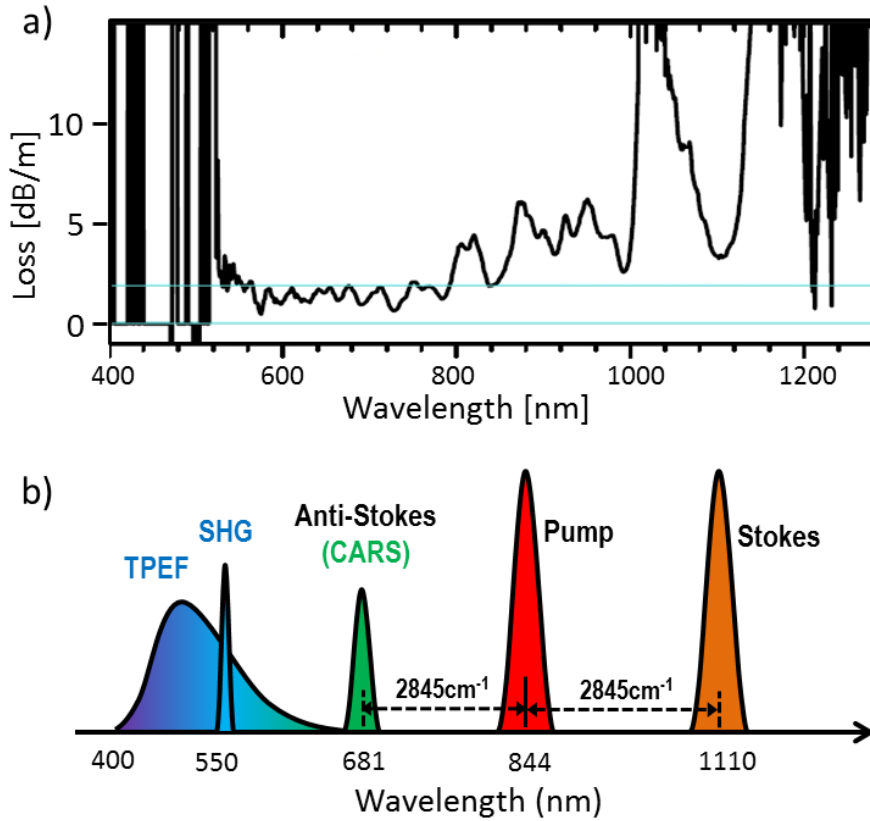 a)
10
5
0
Loss [dB/m]
400
600
800
1000
1200
Wavelength [nm]
b)
TPEF
SHG
Anti-Stokes
(CARS)
Pump
Stokes
2845cm⁻¹
2845cm⁻¹
400
550
681
844
1110
Wavelength (nm)